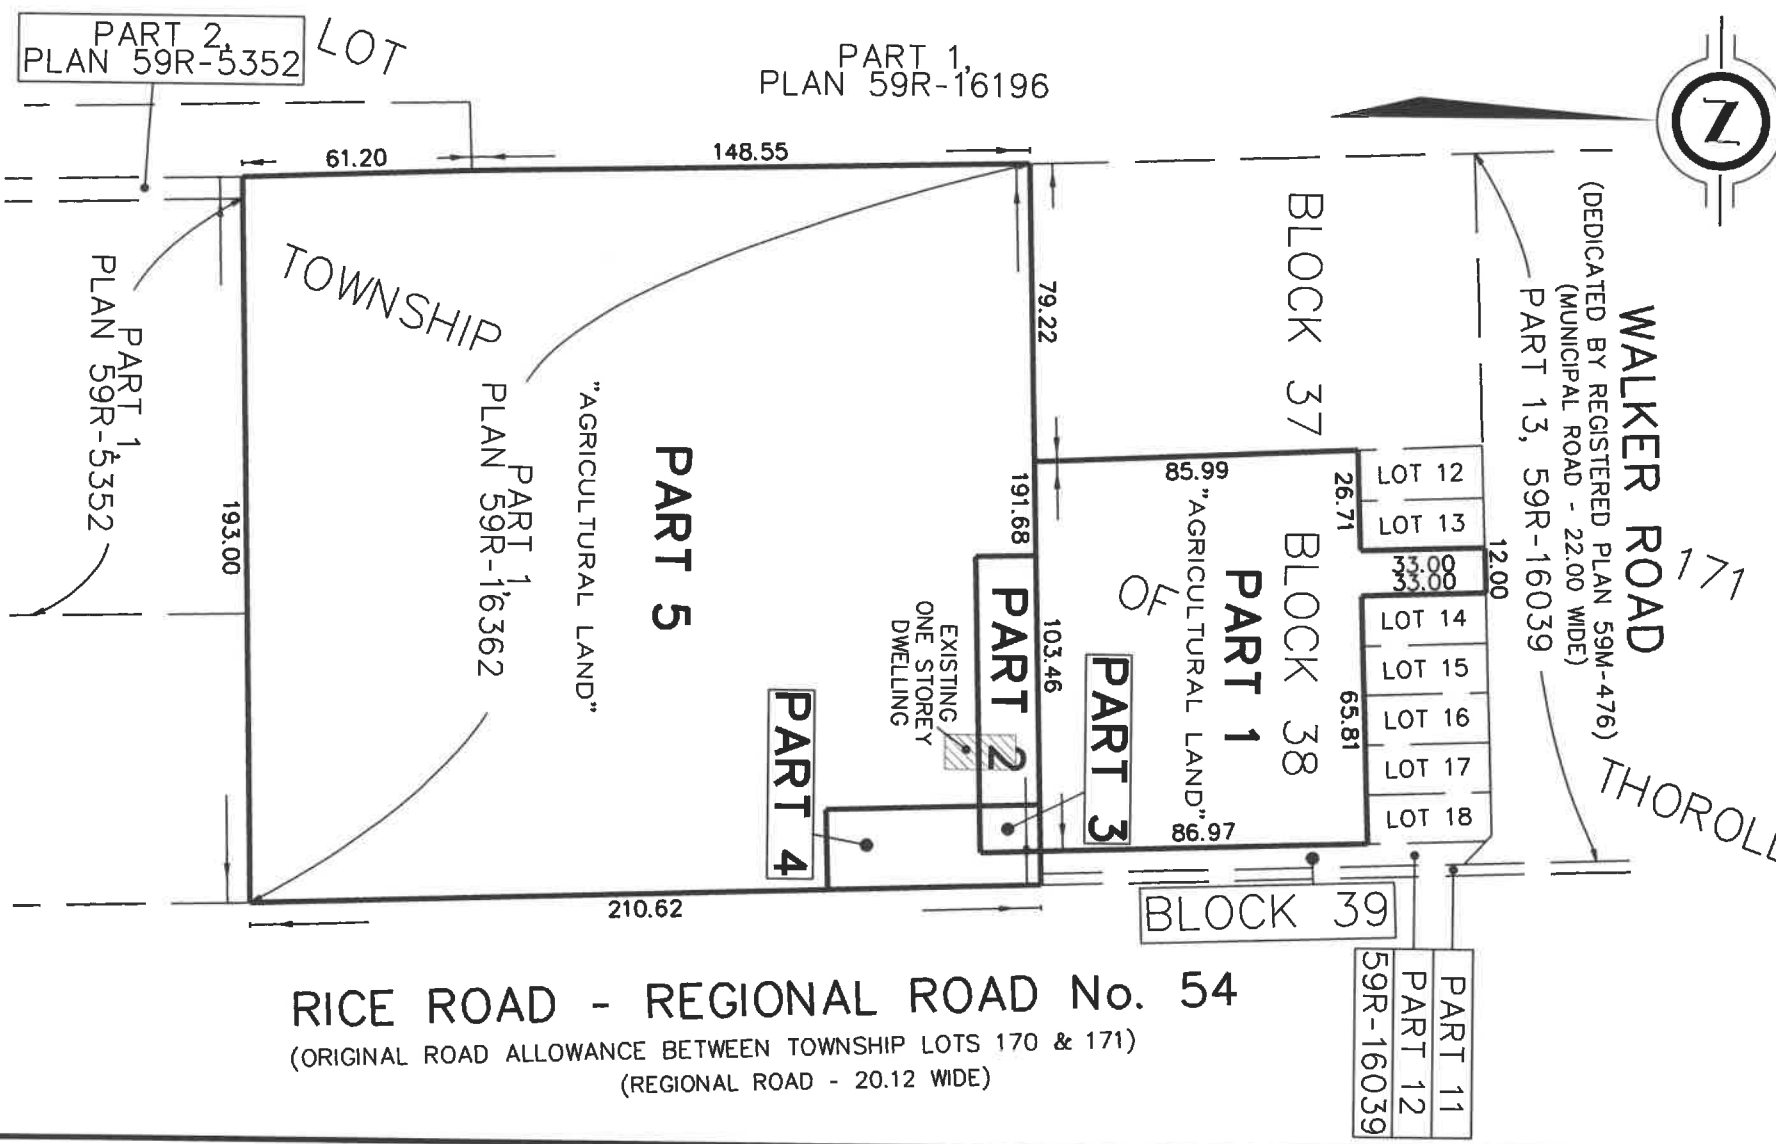 PART 2,
PLAN 59R-5352
LOT
PART 1,
PLAN 59R-16196
N
61.20
148.55
TOWNSHIP
PART 1,
PLAN 59R-5352
193.00
PART 1,
PLAN 59R-16362
"AGRICULTURAL LAND"
PART 5
79.22
191.68
103.46
BLOCK 37
85.99
26.71
LOT 12
LOT 13
33.00
33.00
12.00
LOT 14
LOT 15
LOT 16
LOT 17
LOT 18
65.81
BLOCK 38
PART 1
"AGRICULTURAL LAND"
OF
86.97
PART 2
PART 3
PART 4
EXISTING
ONE STOREY
DWELLING
WALKER ROAD
(DEDICATED BY REGISTERED PLAN 59M-476)
(MUNICIPAL ROAD - 22.00 WIDE)
PART 13, 59R-16039
171
THOROLD
210.62
BLOCK 39
PART 11
PART 12
59R-16039
RICE ROAD - REGIONAL ROAD No. 54
(ORIGINAL ROAD ALLOWANCE BETWEEN TOWNSHIP LOTS 170 & 171)
(REGIONAL ROAD - 20.12 WIDE)